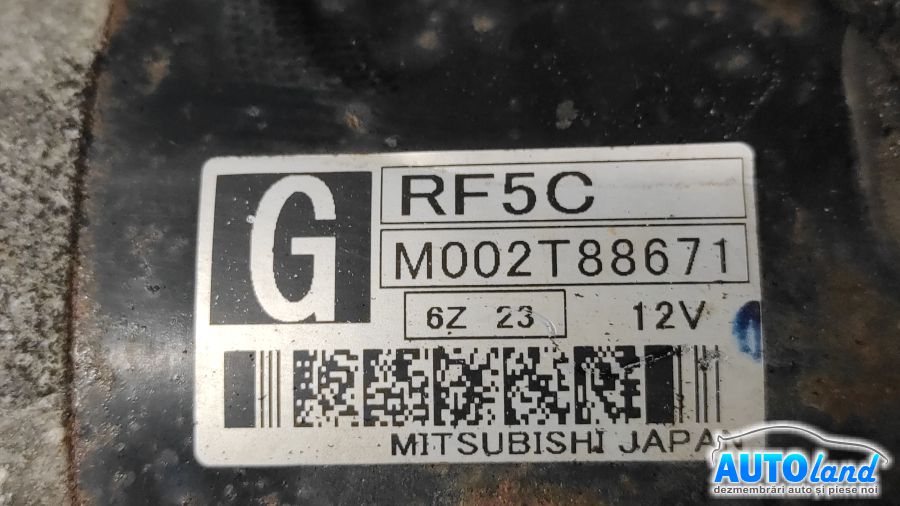 G
RF5C
M002T88671
6Z 23 12V
MITSUBISHI JAPAN
AUTOland
dezmembrări auto și piese noi